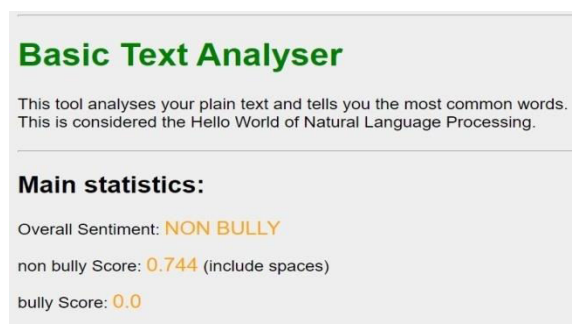 Basic Text Analyser
This tool analyses your plain text and tells you the most common words.
This is considered the Hello World of Natural Language Processing.
Main statistics:
Overall Sentiment: NON BULLY
non bully Score: 0.744 (include spaces)
bully Score: 0.0